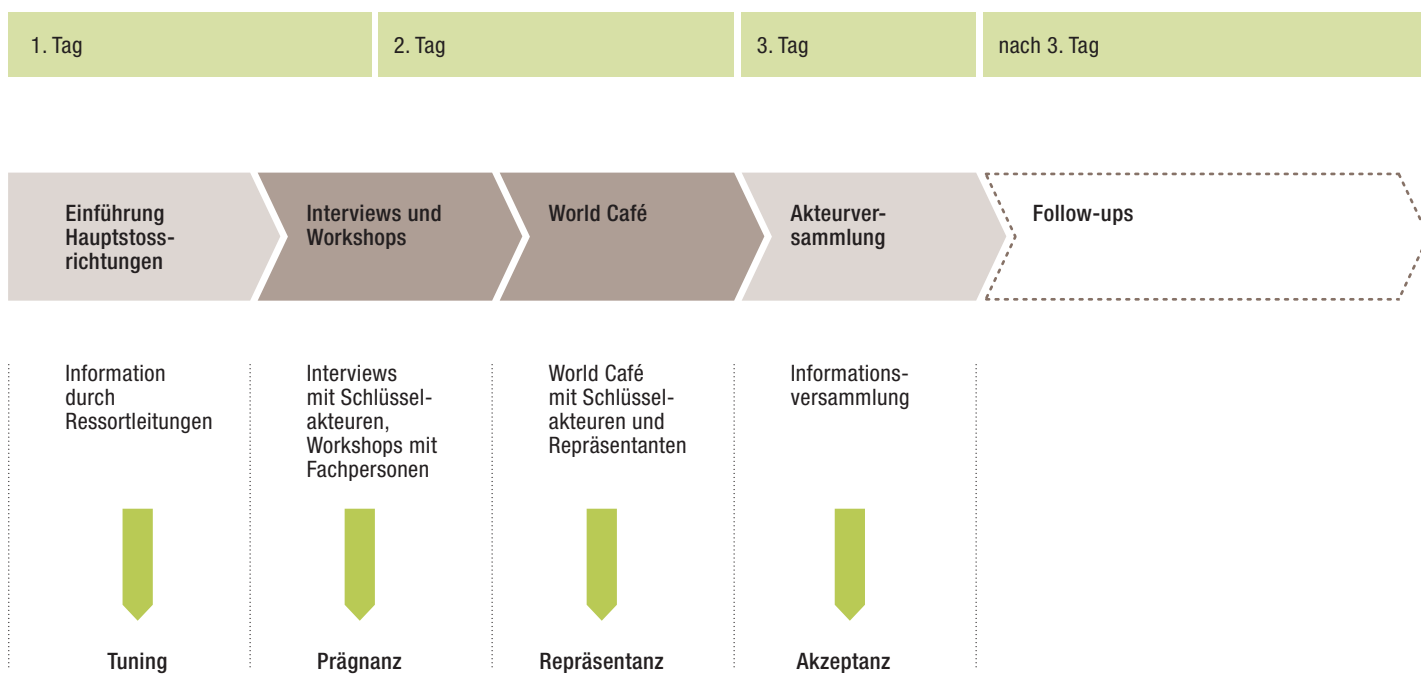 1. Tag
2. Tag
3. Tag
nach 3. Tag
Einführung
Hauptstoss-
richtungen
Interviews und
Workshops
World Café
Akteurver-
sammlung
Follow-ups
Information
durch
Ressortleitungen
Interviews
mit Schlüssel-
akteuren,
Workshops mit
Fachpersonen
World Café
mit Schlüssel-
akteuren und
Repräsentanten
Informations-
versammlung
Tuning
Prägnanz
Repräsentanz
Akzeptanz